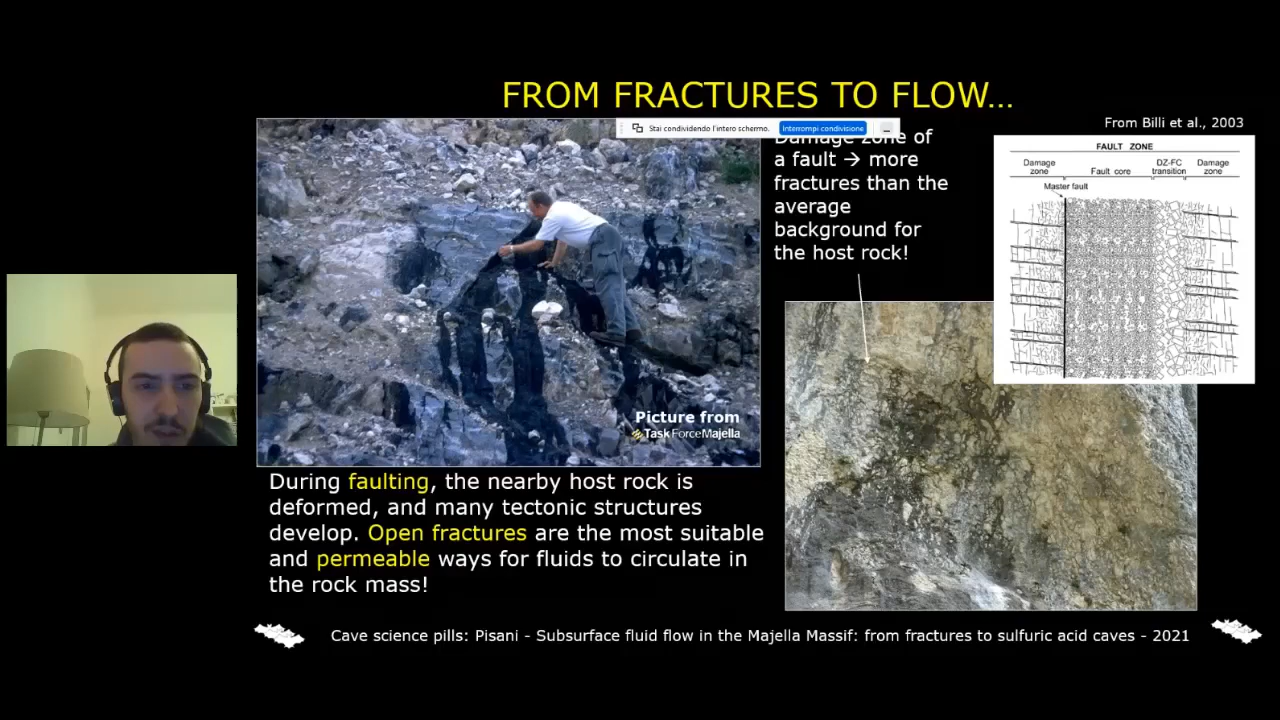 FROM FRACTURES TO FLOW...
Stai condividendo l'intero schermo.
Interrompi condivisione
From Billi et al., 2003
Damage zone of
a fault → more
fractures than the
average
background for
the host rock!
FAULT ZONE
Damage
zone
Fault core
DZ-FC
transition
Damage
zone
Master fault
Picture from
TaskForceMajella
During faulting, the nearby host rock is
deformed, and many tectonic structures
develop. Open fractures are the most suitable
and permeable ways for fluids to circulate in
the rock mass!
Cave science pills: Pisani - Subsurface fluid flow in the Majella Massif: from fractures to sulfuric acid caves - 2021